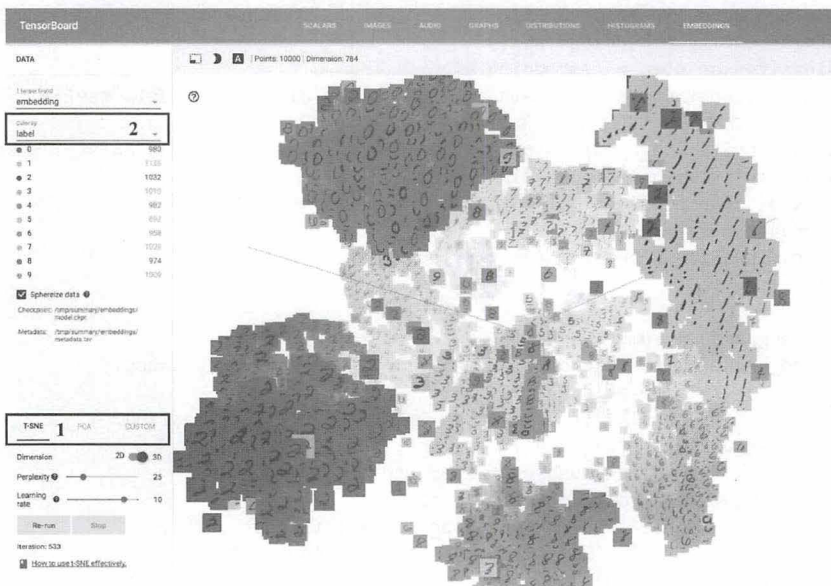 TensorBoard
SCALARS IMAGES AUDIO GRAPHS DISTRIBUTIONS HISTOGRAMS EMBEDDINGS
DATA
A Points: 10000 Dimension: 784
embedding
Color by
label 2
0 980
1 1135
2 1032
3 1010
4 982
5 892
6 958
7 1028
8 974
9 1009
Sphereize data
Checkpoint: /tmp/summary/embeddings/
model.ckpt
Metadata: /tmp/summary/embeddings/
metadata.tsv
T-SNE 1 PCA CUSTOM
Dimension 2D 3D
Perplexity 25
Learning
rate 10
Re-run Stop
Iteration: 533
How to use t-SNE effectively.